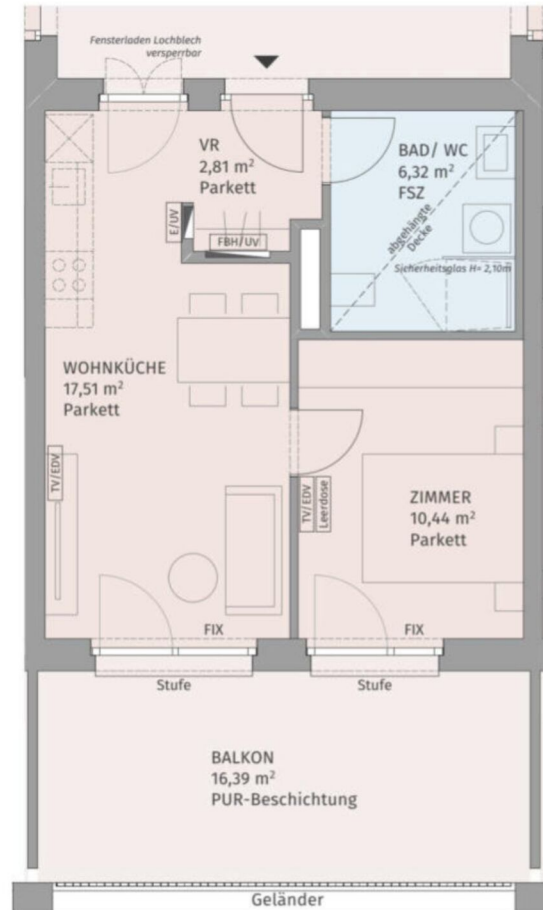 Fensterladen Lochblech
versperrbar
VR
2,81 m²
Parkett
BAD/ WC
6,32 m²
FSZ
abgehängte
Decke
E/UV
FBH/UV
Sicherheitsglas H= 2,10m
WOHNKÜCHE
17,51 m²
Parkett
TV/EDV
TV/EDV
Leerdose
ZIMMER
10,44 m²
Parkett
FIX
FIX
Stufe
Stufe
BALKON
16,39 m²
PUR-Beschichtung
Geländer